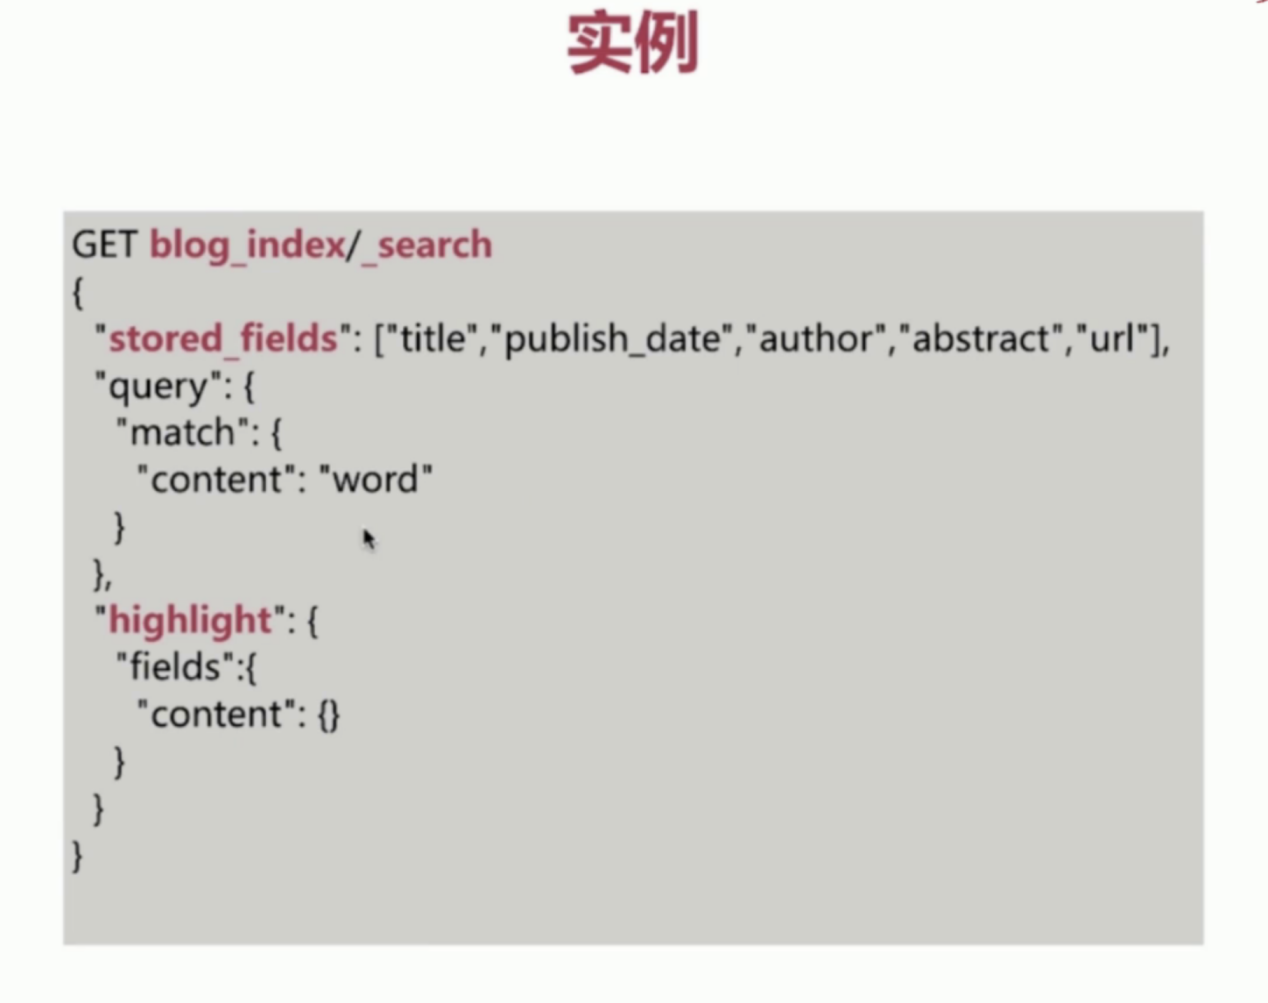 实例
GET blog_index/_search
{
"stored_fields": ["title","publish_date","author","abstract","url"],
"query": {
"match": {
"content": "word"
}
},
"highlight": {
"fields":{
"content": {}
}
}
}